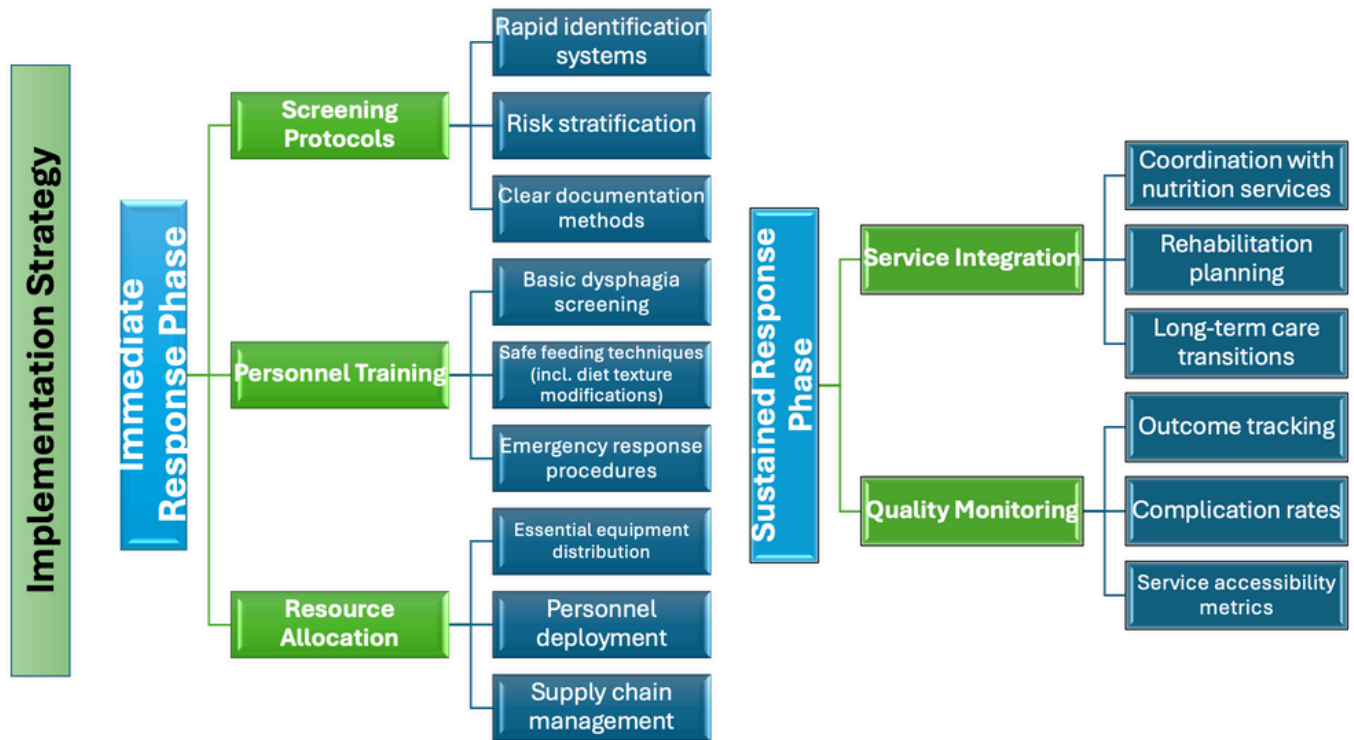 Implementation Strategy
Immediate
Response Phase
Screening
Protocols
Rapid identification
systems
Risk stratification
Clear documentation
methods
Personnel Training
Basic dysphagia
screening
Safe feeding techniques
(incl. diet texture
modifications)
Emergency response
procedures
Resource
Allocation
Essential equipment
distribution
Personnel
deployment
Supply chain
management
Sustained Response
Phase
Service Integration
Coordination with
nutrition services
Rehabilitation
planning
Long-term care
transitions
Quality Monitoring
Outcome tracking
Complication rates
Service accessibility
metrics